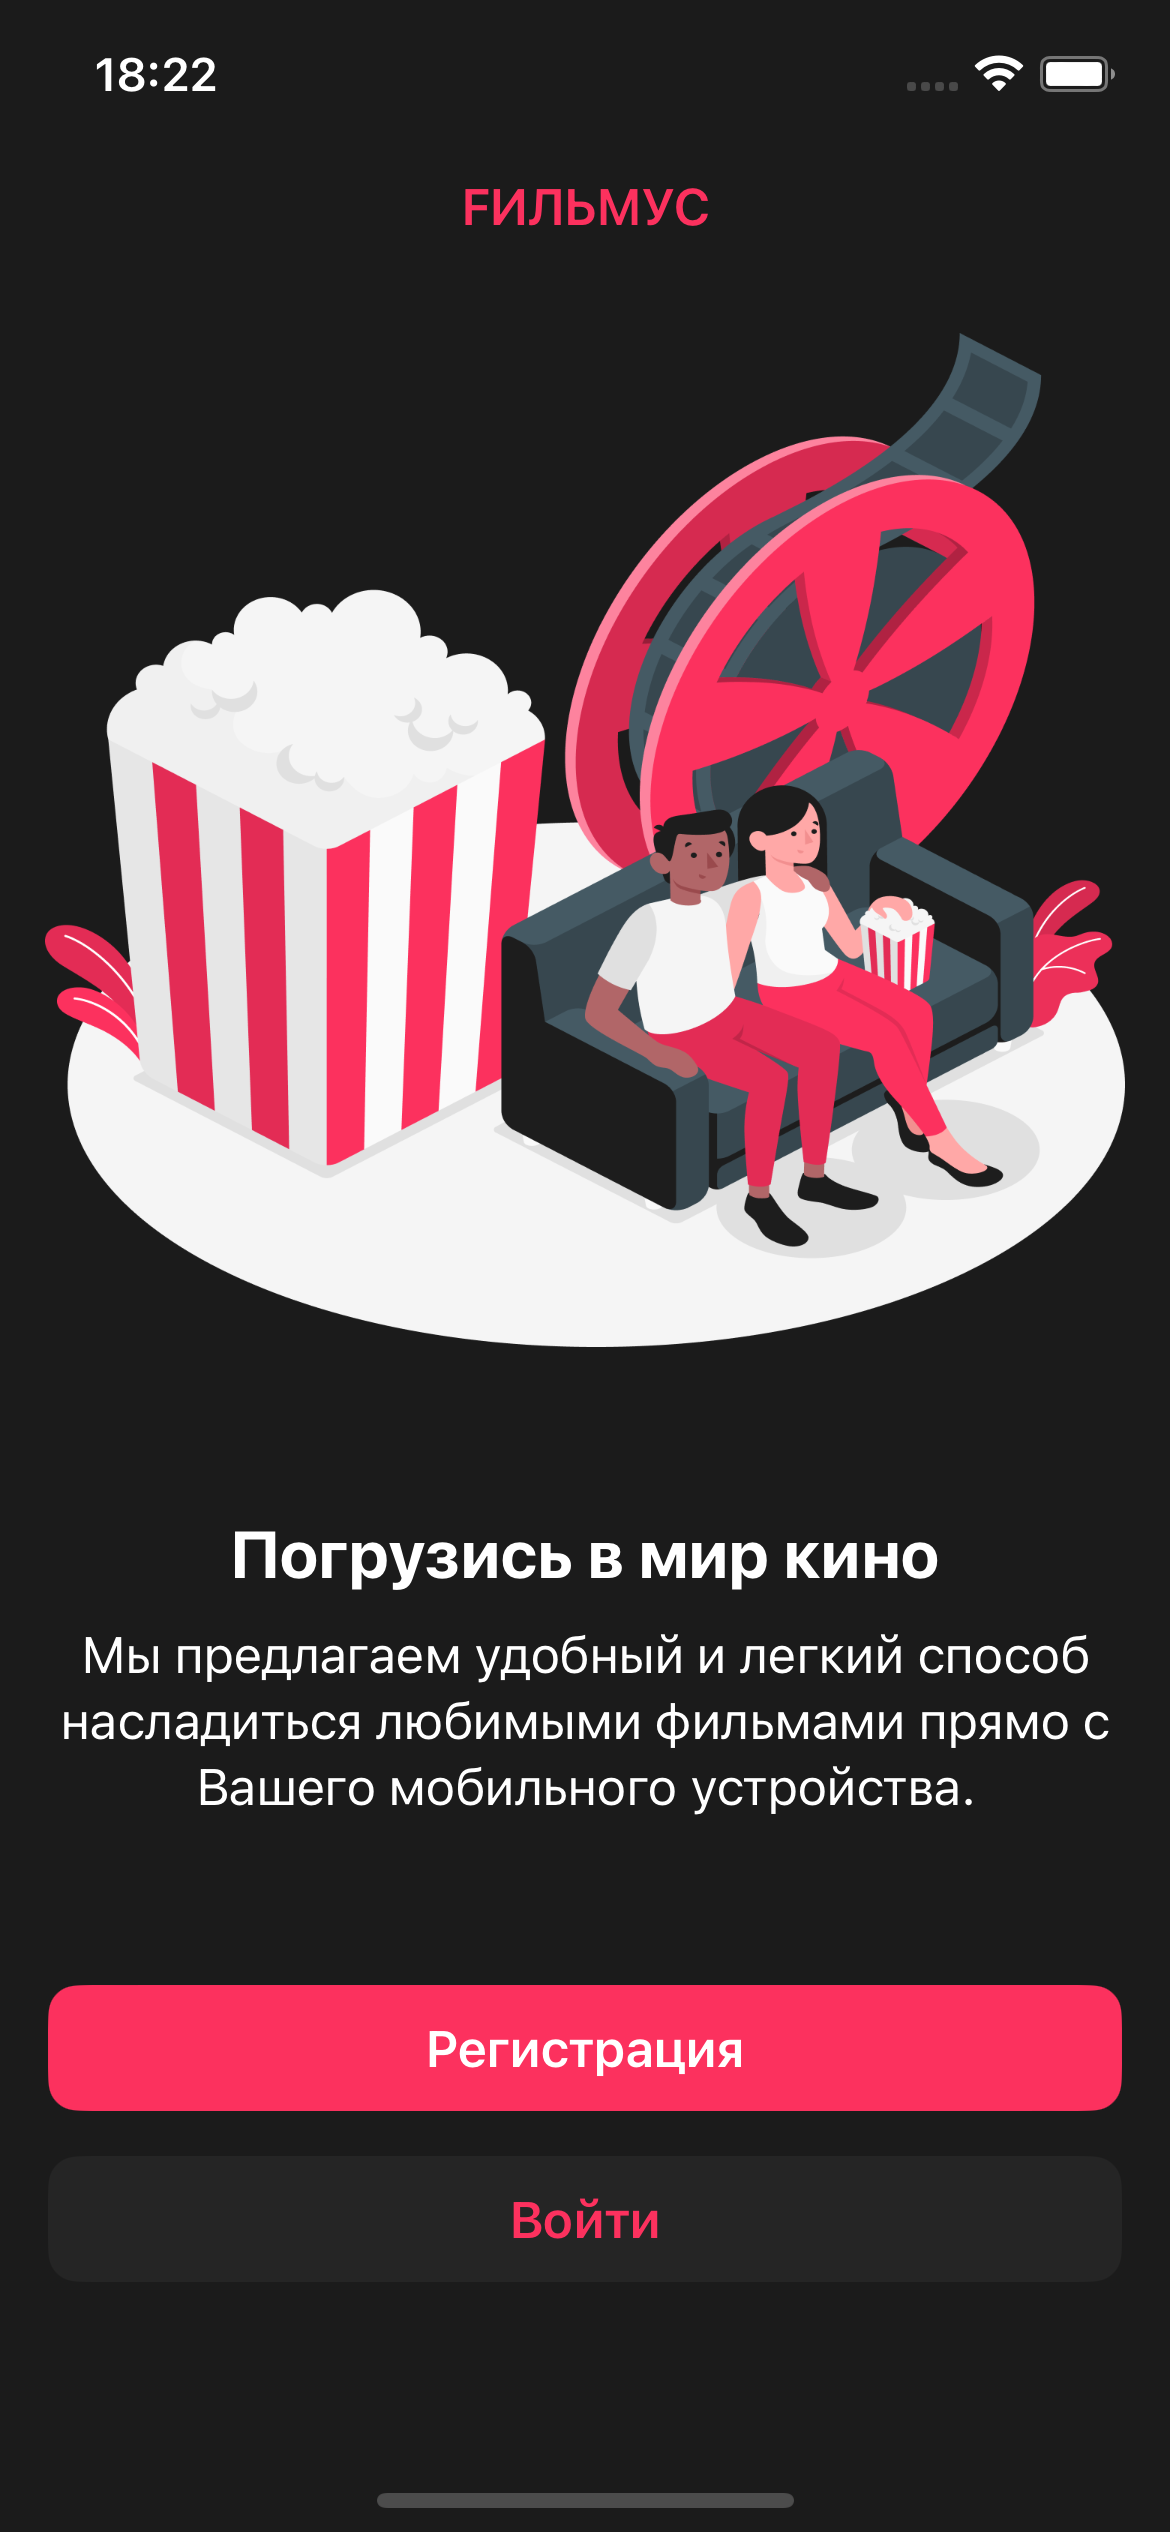 18:22
FИЛЬМУС
Погрузись в мир кино
Мы предлагаем удобный и легкий способ
насладиться любимыми фильмами прямо с
Вашего мобильного устройства.
Регистрация
Войти